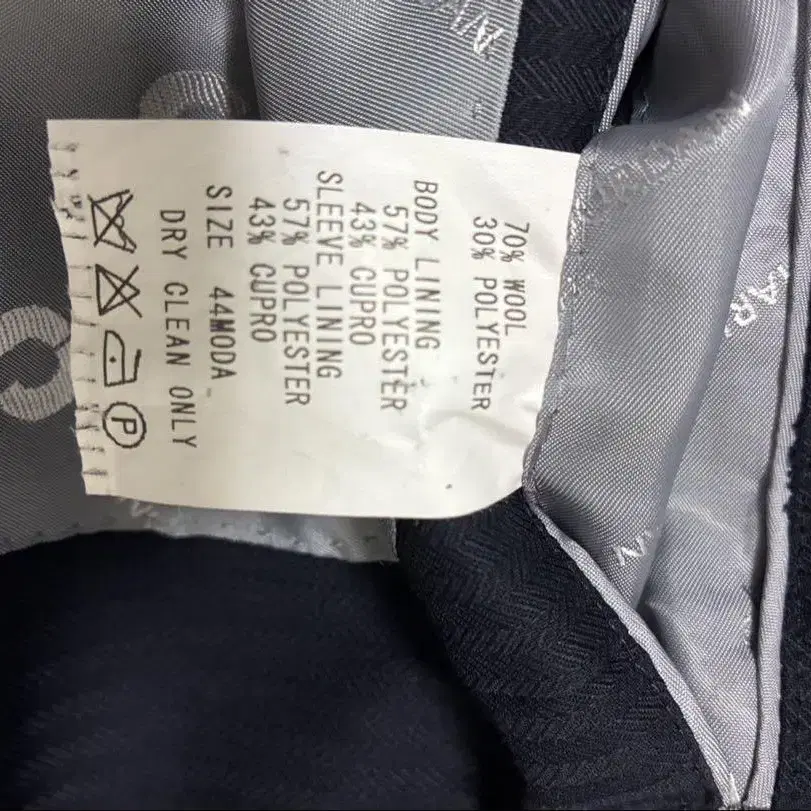 70% WOOL
30% POLYESTER
BODY LINING
57% POLYESTER
43% CUPRO
SLEEVE LINING
57% POLYESTER
43% CUPRO
SIZE 44MODA
DRY CLEAN ONLY
P